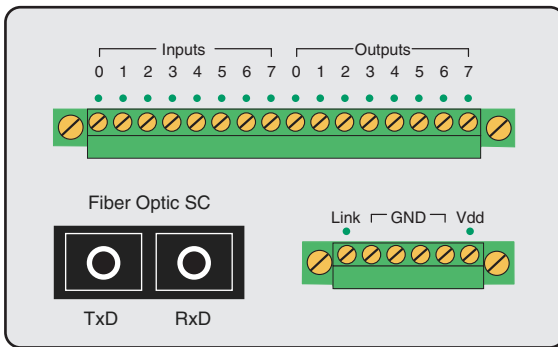 Inputs Outputs
0 1 2 3 4 5 6 7 0 1 2 3 4 5 6 7
Fiber Optic SC
Link GND Vdd
TxD RxD